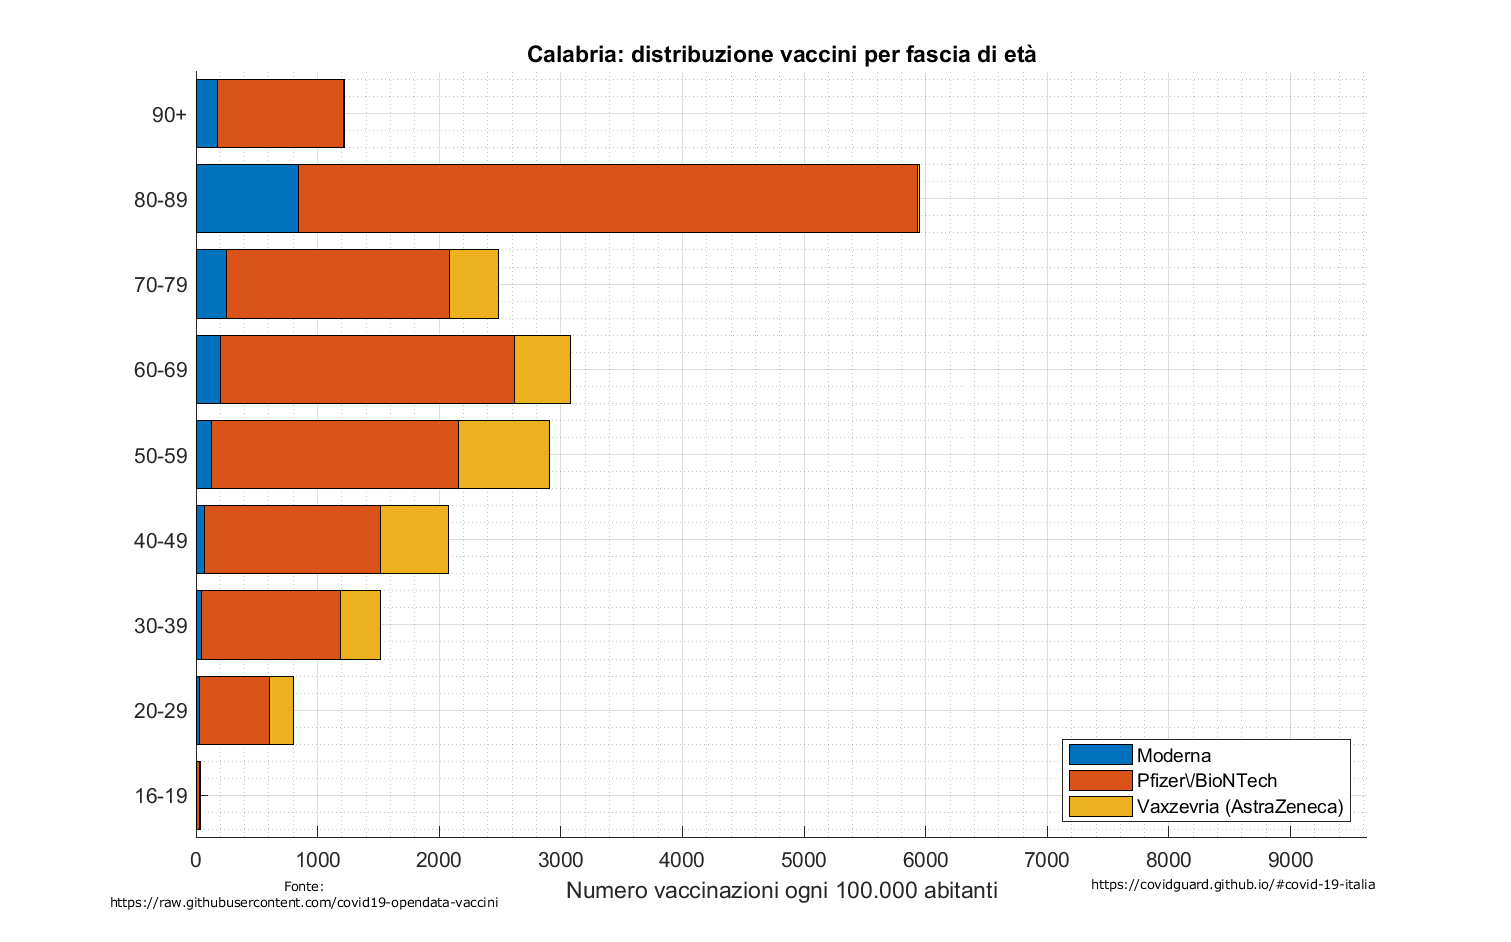 Calabria: distribuzione vaccini per fascia di età
90+
80-89
70-79
60-69
50-59
40-49
30-39
20-29
16-19
Moderna
Pfizer\/BioNTech
Vaxzevria (AstraZeneca)
0 1000 2000 3000 4000 5000 6000 7000 8000 9000
Numero vaccinazioni ogni 100.000 abitanti
Fonte:
https://raw.githubusercontent.com/covid19-opendata-vaccini
https://covidguard.github.io/#covid-19-italia